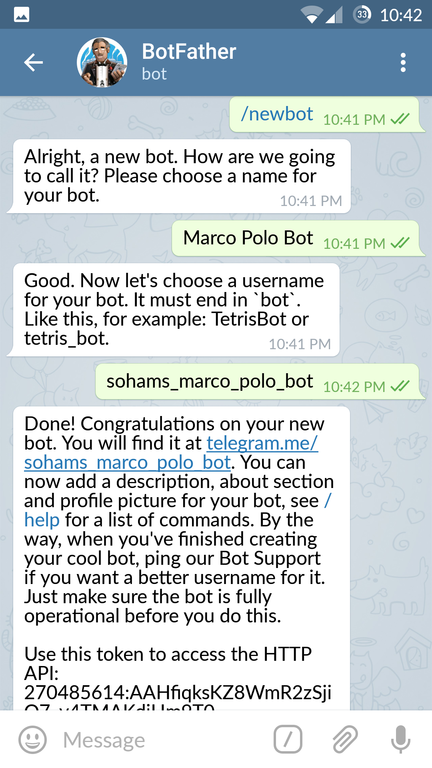 33 10:42
BotFather
bot
/newbot 10:41 PM
Alright, a new bot. How are we going
to call it? Please choose a name for
your bot. 10:41 PM
Marco Polo Bot 10:41 PM
Good. Now let's choose a username
for your bot. It must end in `bot`.
Like this, for example: TetrisBot or
tetris_bot. 10:41 PM
sohams_marco_polo_bot 10:42 PM
Done! Congratulations on your new
bot. You will find it at telegram.me/
sohams_marco_polo_bot. You can
now add a description, about section
and profile picture for your bot, see /
help for a list of commands. By the
way, when you've finished creating
your cool bot, ping our Bot Support
if you want a better username for it.
Just make sure the bot is fully
operational before you do this.
Use this token to access the HTTP
API:
270485614:AAHfiqksKZ8WmR2zSji
Message